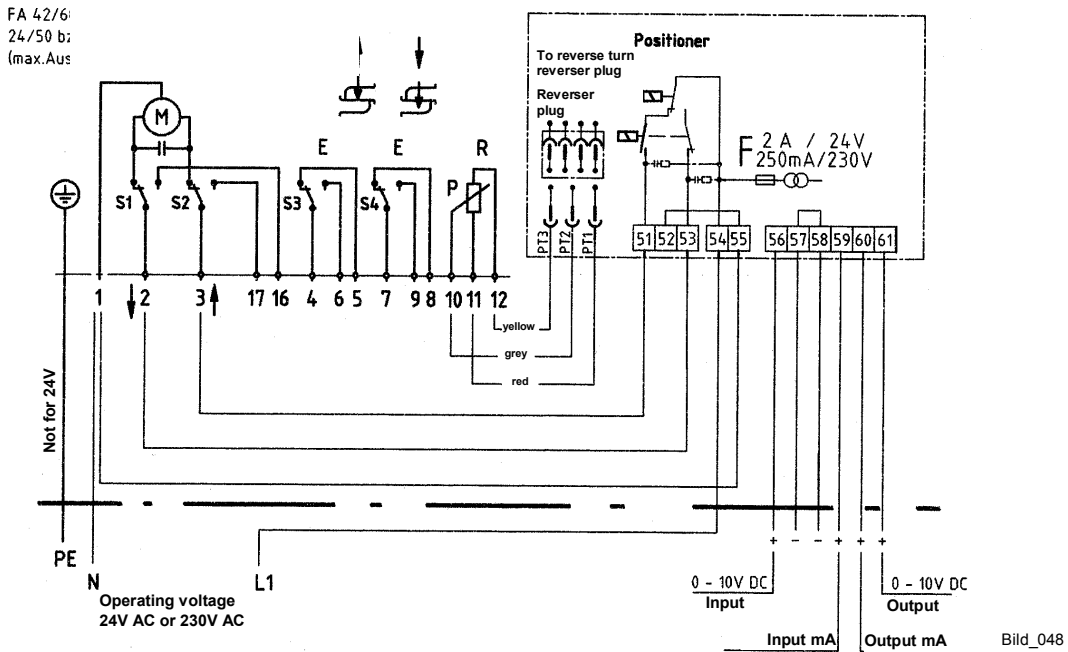 FA 42/6
24/50 bz
(max.Aus
Positioner
To reverse turn
reverser plug
Reverser
plug
M
F 2 A / 24V
250mA/230V
E
E
R
P
S1
S2
S3
S4
PT3
PT2
PT1
51 52 53 54 55 56 57 58 59 60 61
1 2 3 17 16 4 6 5 7 9 8 10 11 12
yellow
grey
red
Not for 24V
PE
N
L1
Operating voltage
24V AC or 230V AC
+ - - + + +
0 - 10V DC
Input
0 - 10V DC
Output
Input mA
Output mA
Bild_048